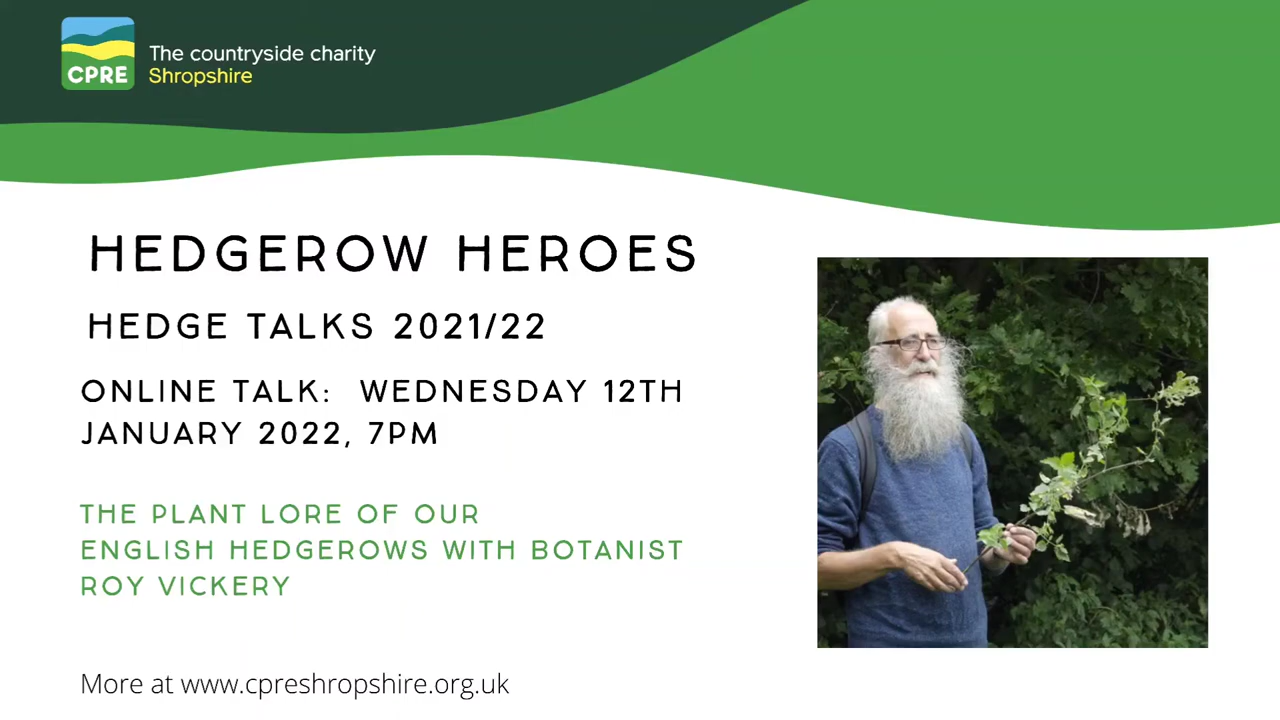 CPRE
The countryside charity
Shropshire
HEDGEROW HEROES
HEDGE TALKS 2021/22
ONLINE TALK: WEDNESDAY 12TH
JANUARY 2022, 7PM
THE PLANT LORE OF OUR
ENGLISH HEDGEROWS WITH BOTANIST
ROY VICKERY
More at www.cpreshropshire.org.uk